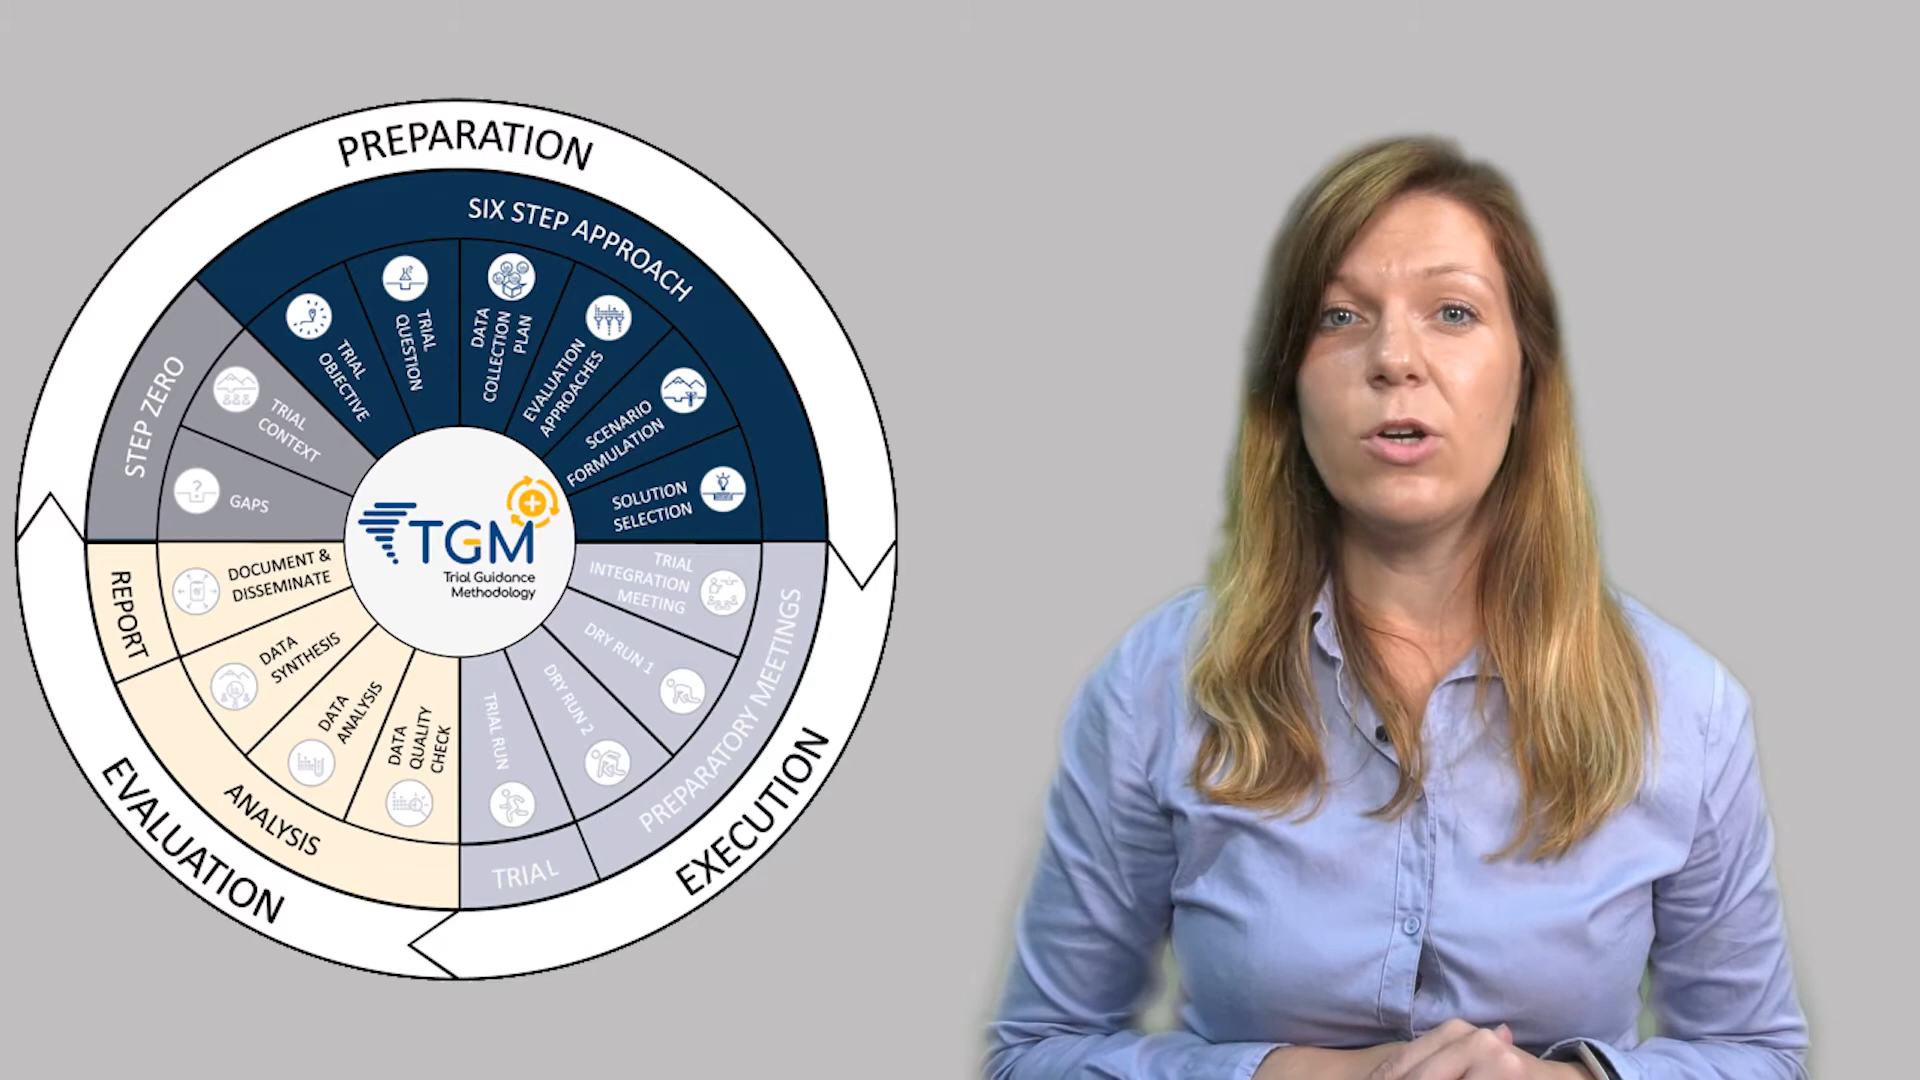 PREPARATION
SIX STEP APPROACH
STEP ZERO
GAPS
TRIAL
CONTEXT
TRIAL
OBJECTIVE
TRIAL
QUESTION
DATA
COLLECTION
PLAN
EVALUATION
APPROACHES
SCENARIO
FORMULATION
SOLUTION
SELECTION
TGM
Trial Guidance
Methodology
EXECUTION
PREPARATORY MEETINGS
TRIAL
INTEGRATION
MEETING
DRY RUN 1
DRY RUN 2
TRIAL
TRIAL RUN
EVALUATION
ANALYSIS
DATA
QUALITY
CHECK
DATA
ANALYSIS
DATA
SYNTHESIS
REPORT
DOCUMENT &
DISSEMINATE